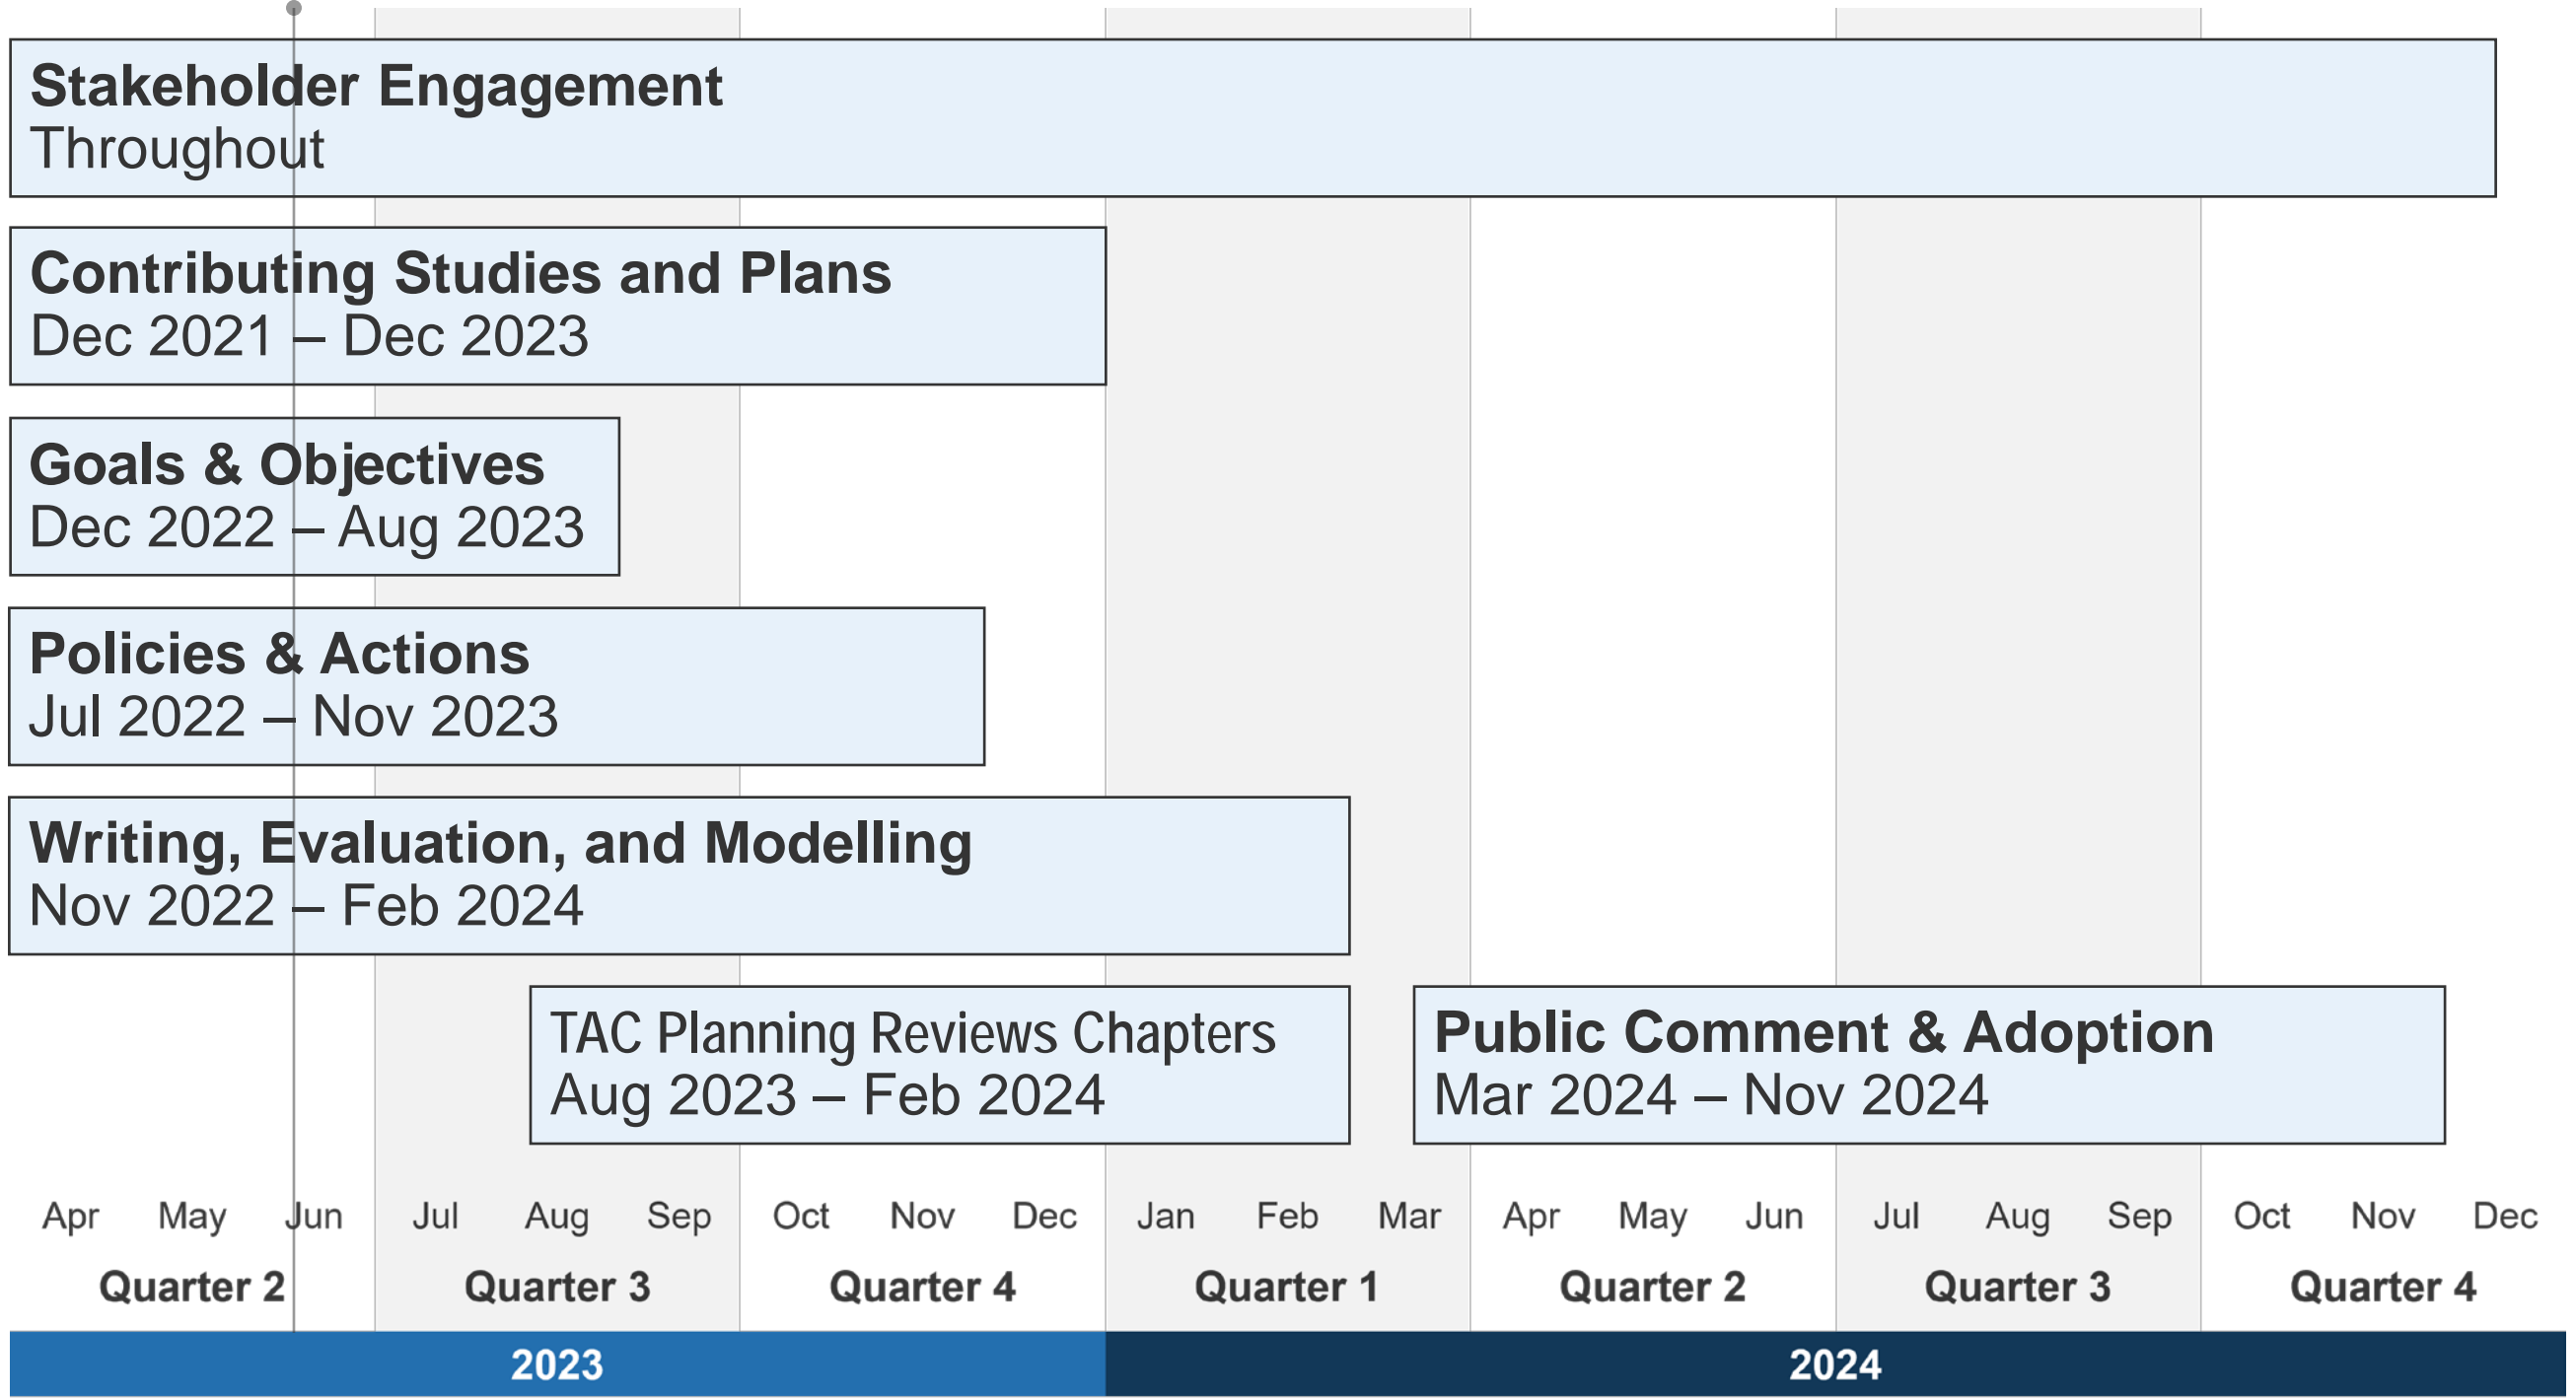 Stakeholder Engagement
Throughout
Contributing Studies and Plans
Dec 2021 – Dec 2023
Goals & Objectives
Dec 2022 – Aug 2023
Policies & Actions
Jul 2022 – Nov 2023
Writing, Evaluation, and Modelling
Nov 2022 – Feb 2024
TAC Planning Reviews Chapters
Aug 2023 – Feb 2024
Public Comment & Adoption
Mar 2024 – Nov 2024
Apr May Jun Jul Aug Sep Oct Nov Dec Jan Feb Mar Apr May Jun Jul Aug Sep Oct Nov Dec
Quarter 2 Quarter 3 Quarter 4 Quarter 1 Quarter 2 Quarter 3 Quarter 4
2023 2024